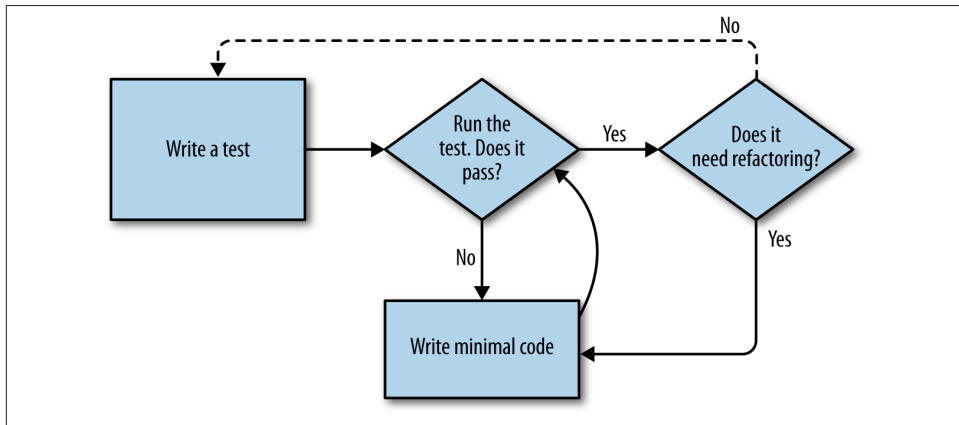 No
Write a test
Run the
test. Does it
pass?
Yes
Does it
need refactoring?
No
Yes
Write minimal code